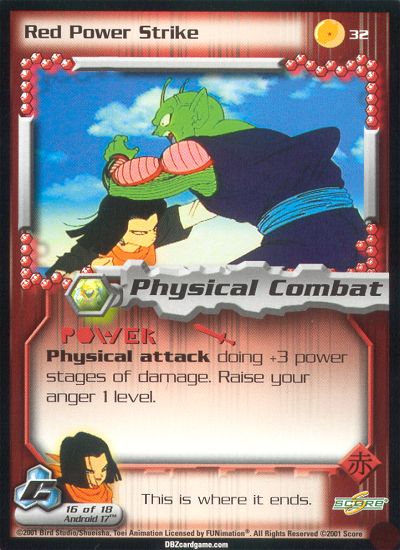 Red Power Strike
32
Physical Combat
POWER
Physical attack doing +3 power
stages of damage. Raise your
anger 1 level.
赤
16 of 18
Android 17™
This is where it ends.
SCORE
©2001 Bird Studio/Shueisha, Toei Animation Licensed by FUNimation®. All Rights Reserved ©2001 Score
DBZcardgame.com